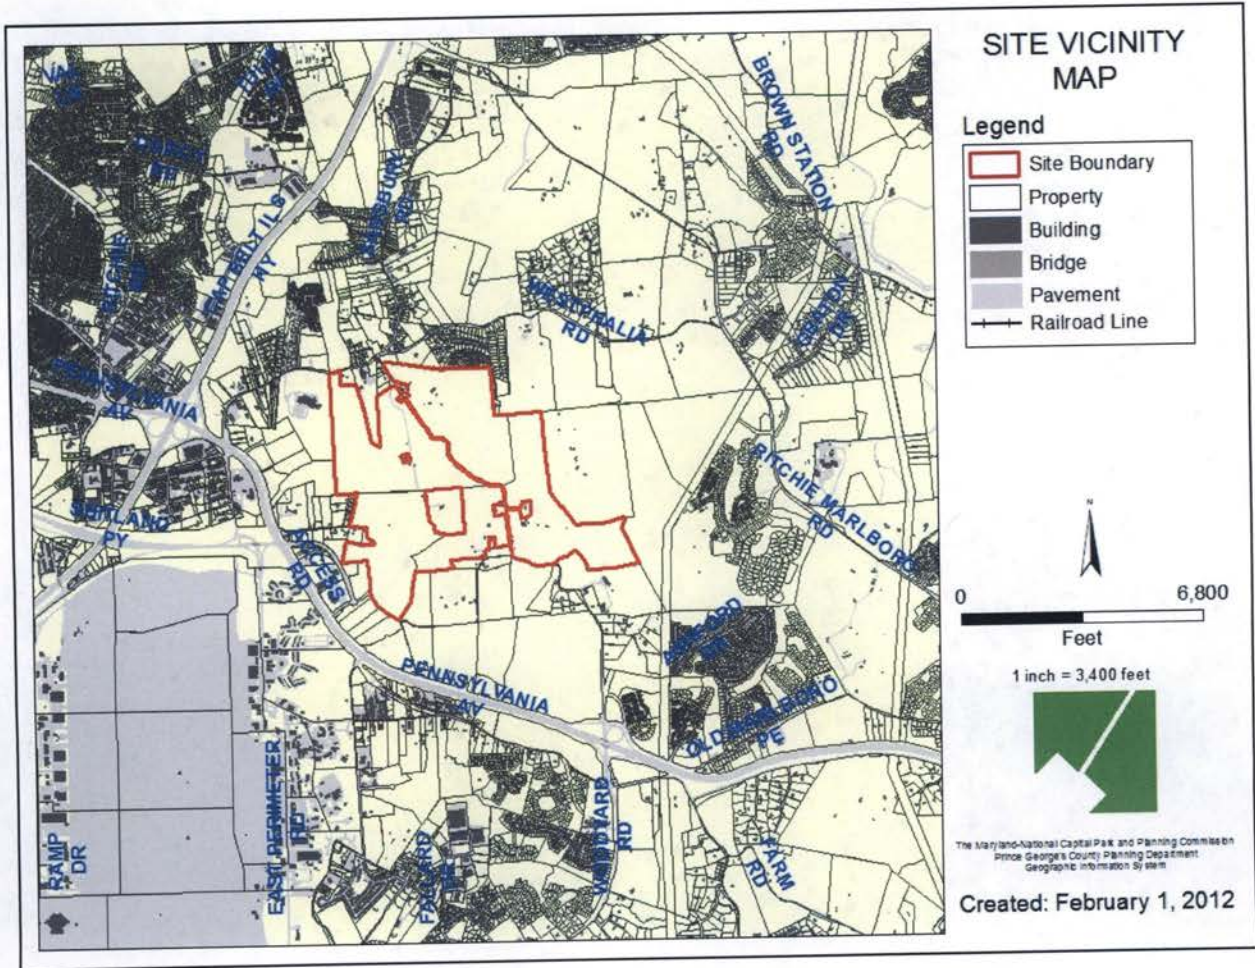 SITE VICINITY
MAP
Legend
Site Boundary
Property
Building
Bridge
Pavement
Railroad Line
N
0 6,800
Feet
1 inch = 3,400 feet
The Maryland-National Capital Park and Planning Commission
Prince George's County Planning Department
Geographic Information System
Created: February 1, 2012
BROWN STATION
RD
RD
WESTPHALIA
RD
DR
RITCHIE
PENNSYLVANIA
AV
PY
ACCESS
RD
RITCHIE MARLBORO
RD
PENNSYLVANIA
AV
OLD MARLBORO
PE
RAMP
DR
EAST PERIMETER
RD
WOODYARD
RD
FARM
RD